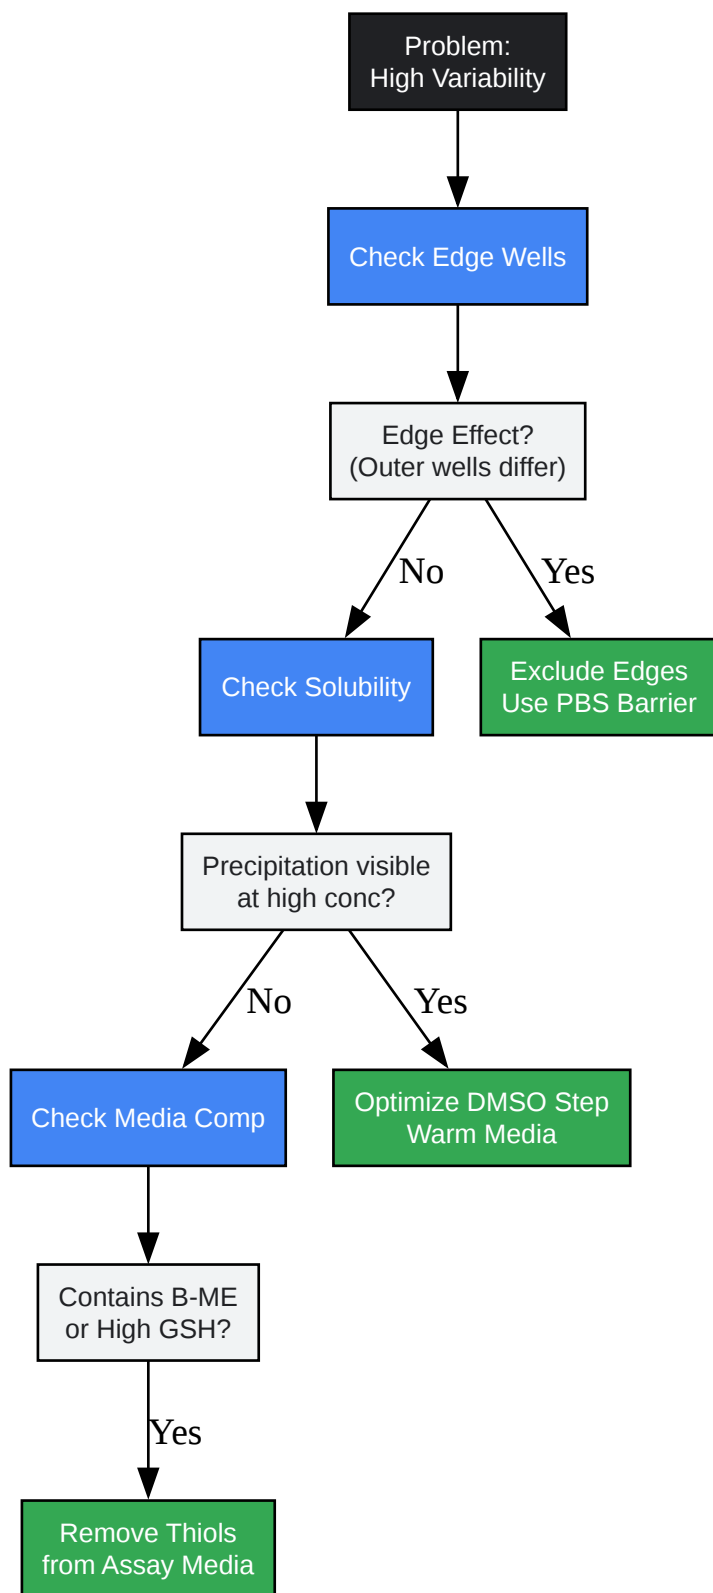 Problem:
High Variability
Check Edge Wells
Edge Effect?
(Outer wells differ)
No
Yes
Check Solubility
Exclude Edges
Use PBS Barrier
Precipitation visible
at high conc?
No
Yes
Check Media Comp
Optimize DMSO Step
Warm Media
Contains B-ME
or High GSH?
Yes
Remove Thiols
from Assay Media